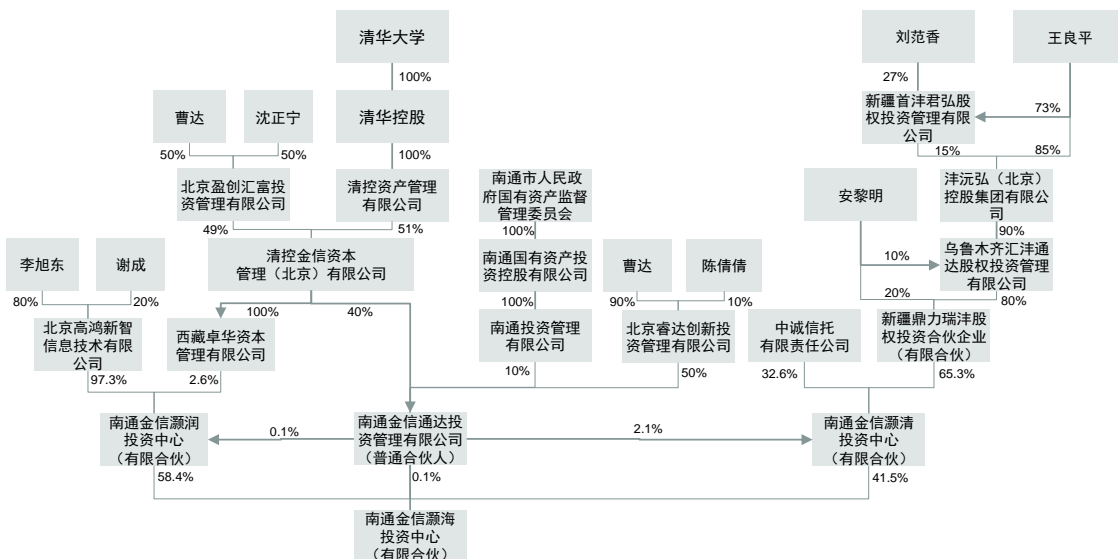 清华大学
刘范香
王良平
100%
27%
曹达
沈正宁
清华控股
新疆首沣君弘股
权投资管理有限
公司
73%
50%
50%
100%
15%
85%
北京盈创汇富投
资管理有限公司
清控资产管理
有限公司
南通市人民政
府国有资产监督
管理委员会
安黎明
沣沅弘（北京）
控股集团有限公
司
49%
51%
100%
90%
李旭东
谢成
清控金信资本
管理（北京）有限公司
南通国有资产投
资控股有限公司
曹达
陈倩倩
10%
乌鲁木齐汇沣通
达股权投资管理
有限公司
80%
20%
100%
40%
100%
90%
10%
20%
80%
北京高鸿新智
信息技术有限公
司
西藏卓华资本
管理有限公司
南通投资管理
有限公司
北京睿达创新投
资管理有限公司
中诚信托
有限责任公司
新疆鼎力瑞沣股
权投资合伙企业
（有限合伙）
97.3%
2.6%
10%
50%
32.6%
65.3%
南通金信灏润
投资中心
（有限合伙）
0.1%
南通金信通达投
资管理有限公司
（普通合伙人）
2.1%
南通金信灏清
投资中心
（有限合伙）
58.4%
0.1%
41.5%
南通金信灏海
投资中心
（有限合伙）